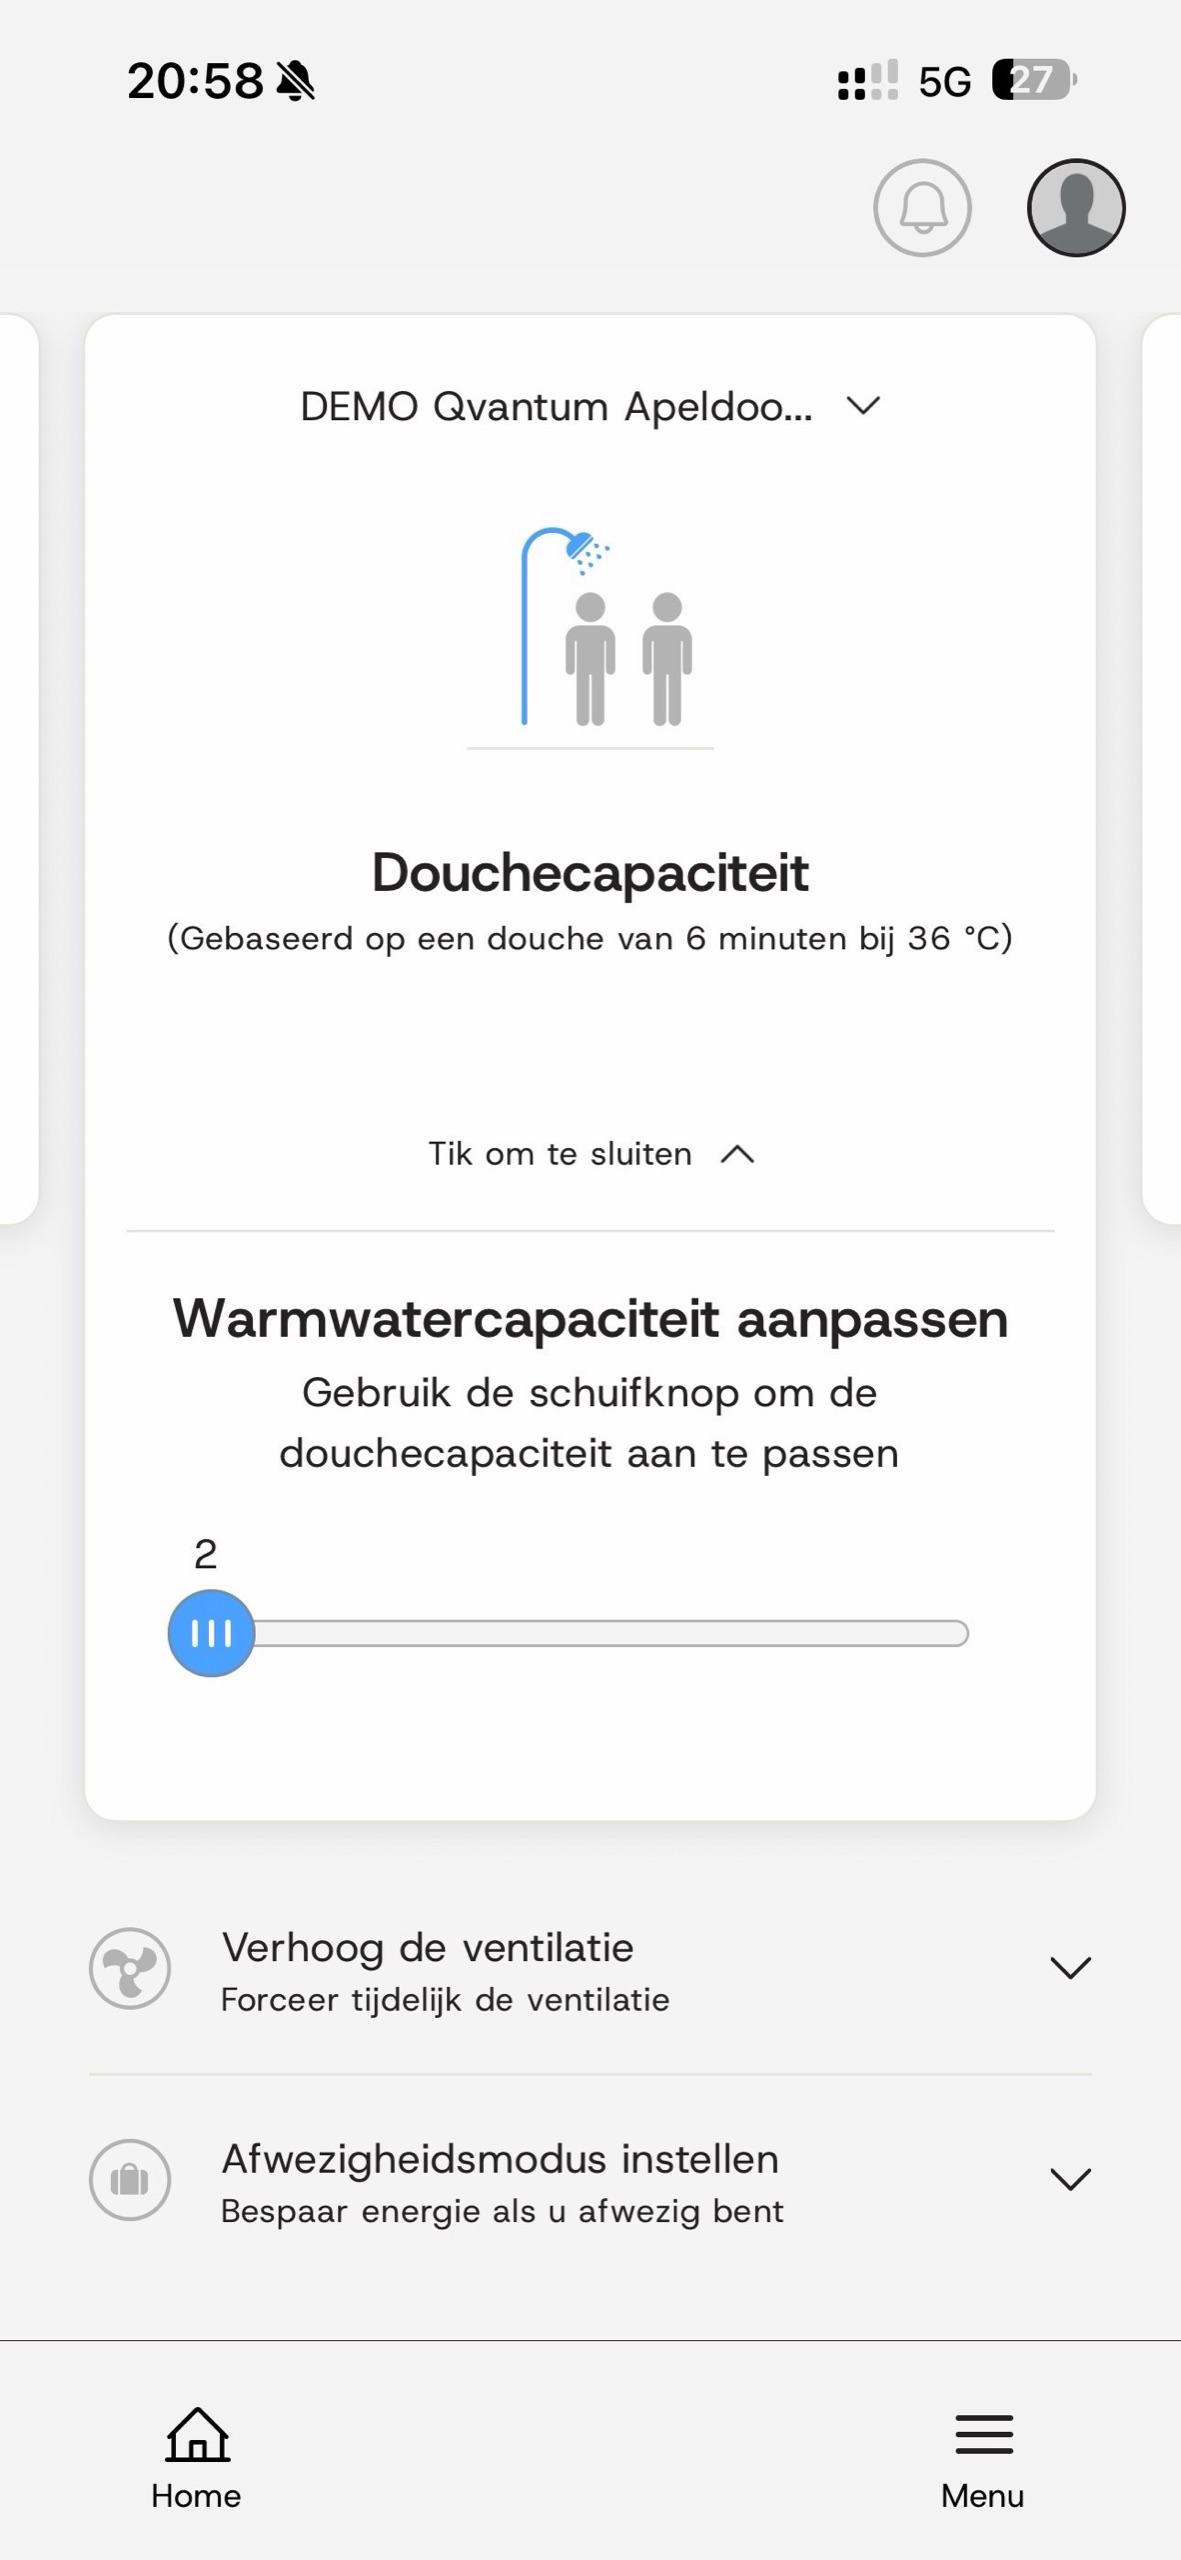 20:58
5G
27
DEMO Qvantum Apeldoo...
Douchecapaciteit
(Gebaseerd op een douche van 6 minuten bij 36 °C)
Tik om te sluiten
Warmwatercapaciteit aanpassen
Gebruik de schuifknop om de
douchecapaciteit aan te passen
2
Verhoog de ventilatie
Forceer tijdelijk de ventilatie
Afwezigheidsmodus instellen
Bespaar energie als u afwezig bent
Home
Menu